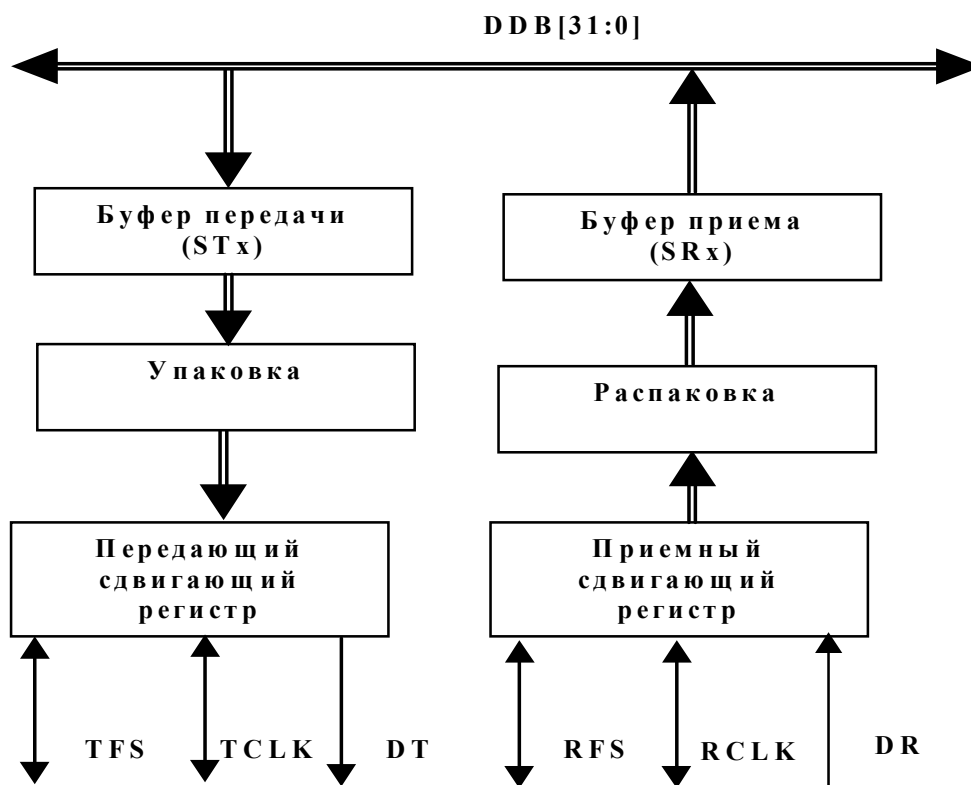 DDB[31:0]
Буфер передачи
(STx)
Буфер приема
(SRx)
Упаковка
Распаковка
Передающий
сдвигающий
регистр
Приемный
сдвигающий
регистр
TFS
TCLK
DT
RFS
RCLK
DR